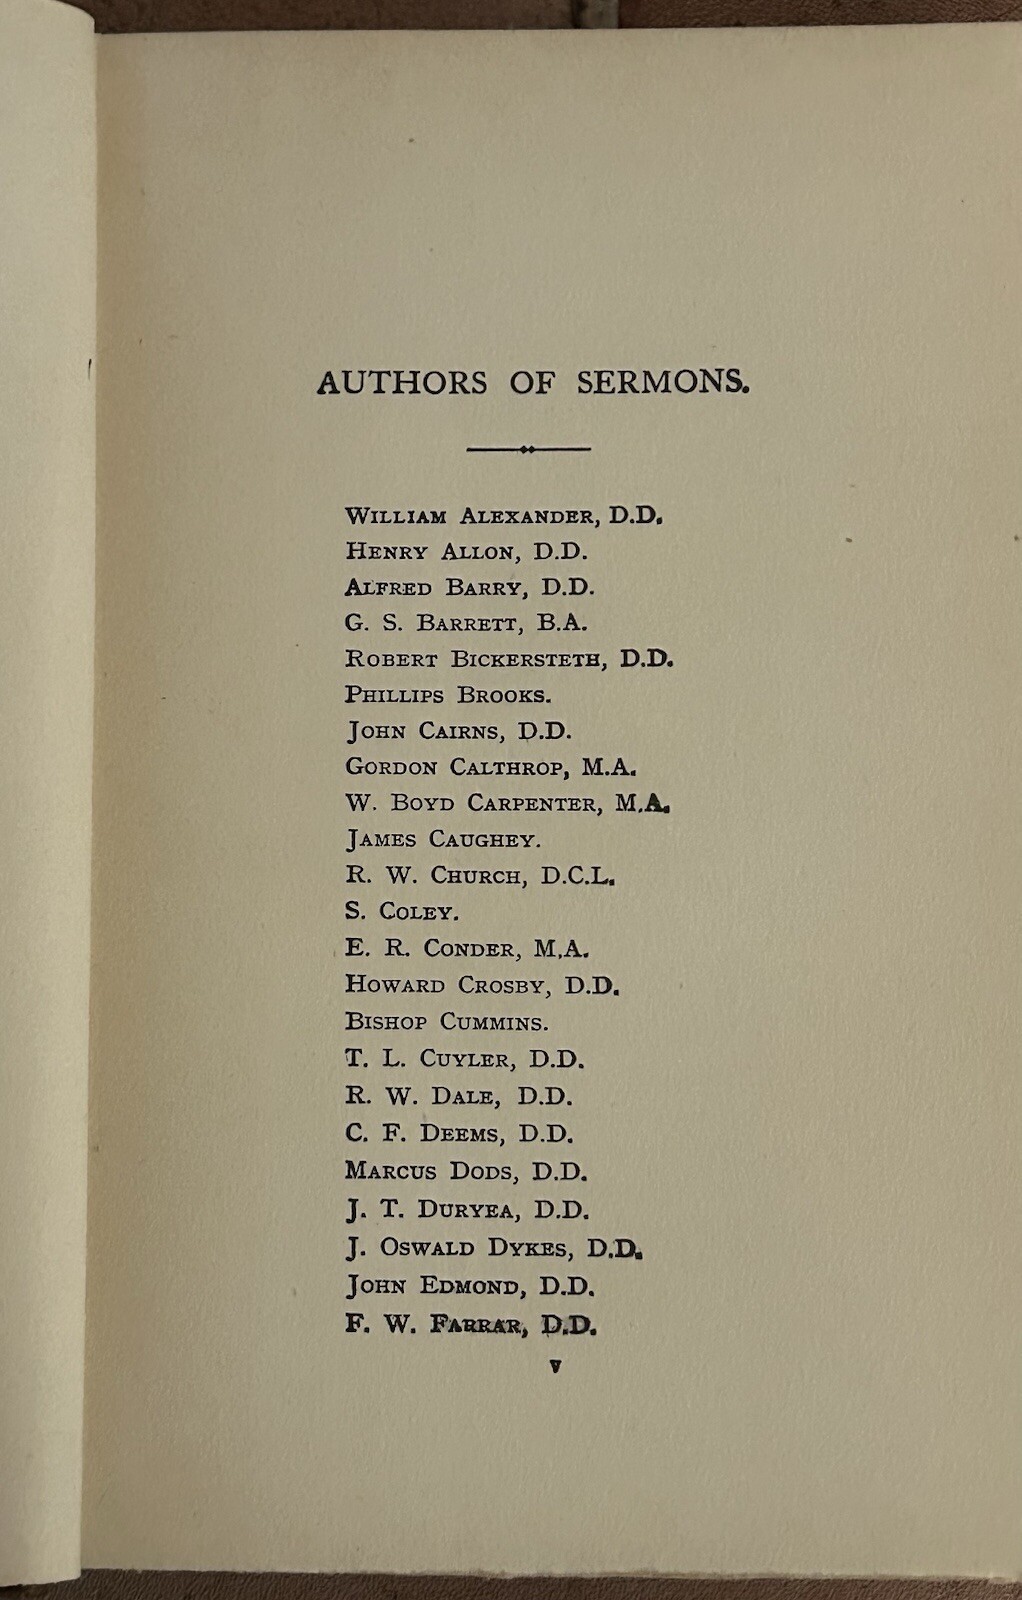 AUTHORS OF SERMONS.
WILLIAM ALEXANDER, D.D.
HENRY ALLON, D.D.
ALFRED BARRY, D.D.
G. S. BARRETT, B.A.
ROBERT BICKERSTETH, D.D.
PHILLIPS BROOKS.
JOHN CAIRNS, D.D.
GORDON CALTHROP, M.A.
W. BOYD CARPENTER, M.A.
JAMES CAUGHEY.
R. W. CHURCH, D.C.L.
S. COLEY.
E. R. CONDER, M.A.
HOWARD CROSBY, D.D.
BISHOP CUMMINS.
T. L. CUYLER, D.D.
R. W. DALE, D.D.
C. F. DEEMS, D.D.
MARCUS DODS, D.D.
J. T. DURYEA, D.D.
J. OSWALD DYKES, D.D.
JOHN EDMOND, D.D.
F. W. FARRAR, D.D.
v